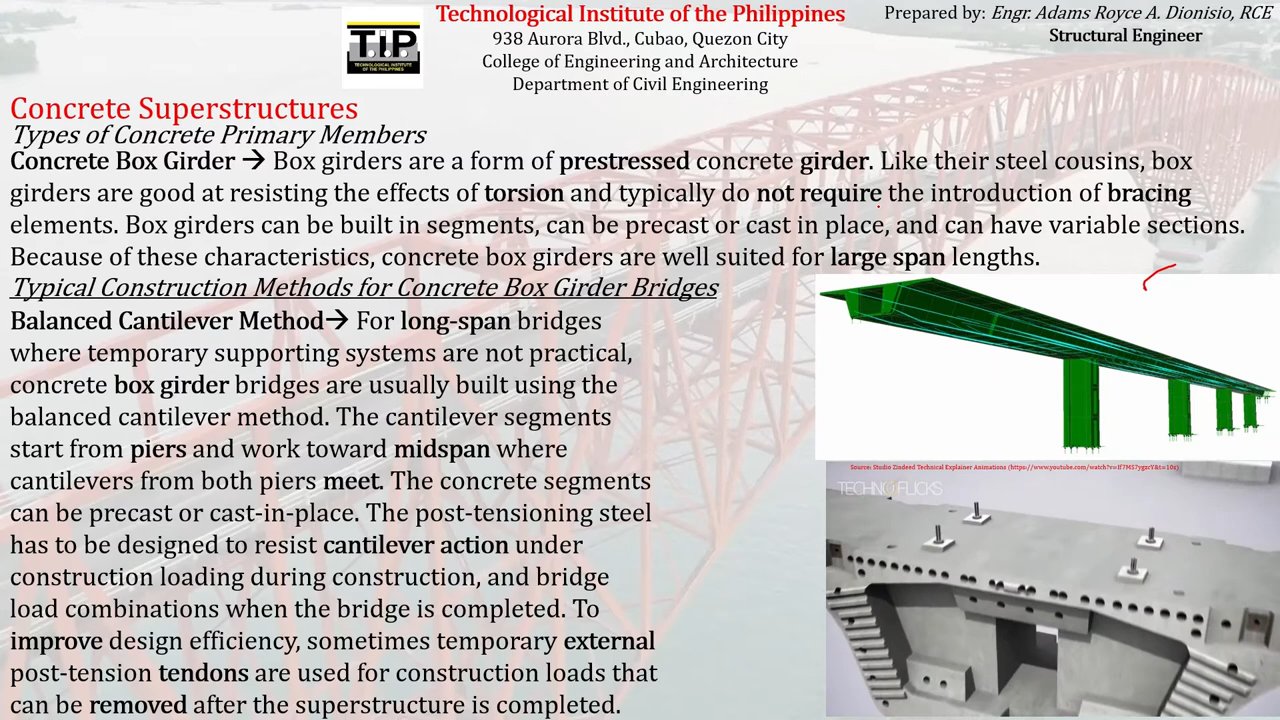 Technological Institute of the Philippines
938 Aurora Blvd., Cubao, Quezon City
College of Engineering and Architecture
Department of Civil Engineering
Prepared by: Engr. Adams Royce A. Dionisio, RCE
Structural Engineer
TiP
TECHNOLOGICAL INSTITUTE
OF THE PHILIPPINES
Concrete Superstructures
Types of Concrete Primary Members
Concrete Box Girder → Box girders are a form of prestressed concrete girder. Like their steel cousins, box
girders are good at resisting the effects of torsion and typically do not require the introduction of bracing
elements. Box girders can be built in segments, can be precast or cast in place, and can have variable sections.
Because of these characteristics, concrete box girders are well suited for large span lengths.
Typical Construction Methods for Concrete Box Girder Bridges
Balanced Cantilever Method→ For long-span bridges
where temporary supporting systems are not practical,
concrete box girder bridges are usually built using the
balanced cantilever method. The cantilever segments
start from piers and work toward midspan where
cantilevers from both piers meet. The concrete segments
can be precast or cast-in-place. The post-tensioning steel
has to be designed to resist cantilever action under
construction loading during construction, and bridge
load combinations when the bridge is completed. To
improve design efficiency, sometimes temporary external
post-tension tendons are used for construction loads that
can be removed after the superstructure is completed.
Source: Studio Zindeed Technical Explainer Animations
TECHNOFLICKS